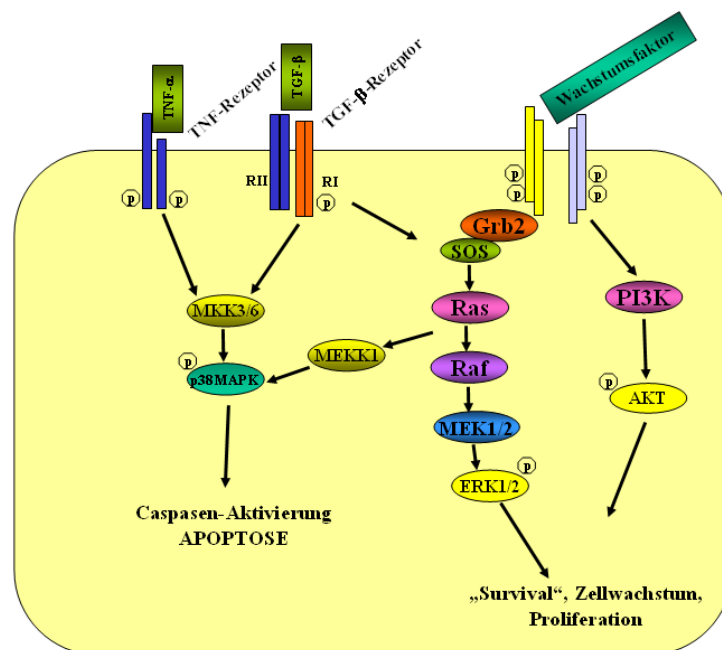 TNF-α
TNF-Rezeptor
TGF-β
TGF-β-Rezeptor
Wachstumsfaktor
RII
RI
p
p
p
p
p
p
p
Grb2
SOS
MKK3/6
Ras
PI3K
p
p38MAPK
MEKK1
Raf
p
AKT
MEK1/2
p
ERK1/2
Caspasen-Aktivierung
APOPTOSE
„Survival“, Zellwachstum,
Proliferation